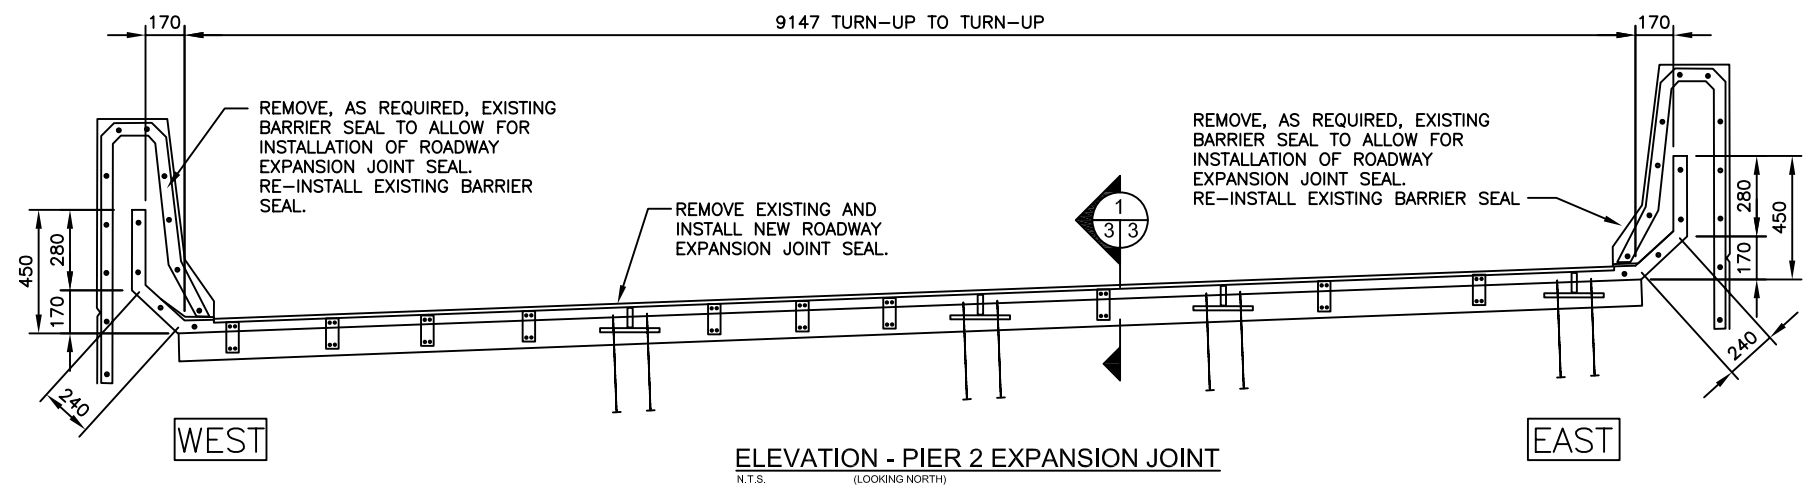 170
9147 TURN-UP TO TURN-UP
170
REMOVE, AS REQUIRED, EXISTING
BARRIER SEAL TO ALLOW FOR
INSTALLATION OF ROADWAY
EXPANSION JOINT SEAL.
RE-INSTALL EXISTING BARRIER
SEAL.
REMOVE EXISTING AND
INSTALL NEW ROADWAY
EXPANSION JOINT SEAL.
1
3 3
REMOVE, AS REQUIRED, EXISTING
BARRIER SEAL TO ALLOW FOR
INSTALLATION OF ROADWAY
EXPANSION JOINT SEAL.
RE-INSTALL EXISTING BARRIER SEAL
450
280
170
240
280
450
170
240
WEST
EAST
ELEVATION - PIER 2 EXPANSION JOINT
N.T.S. (LOOKING NORTH)